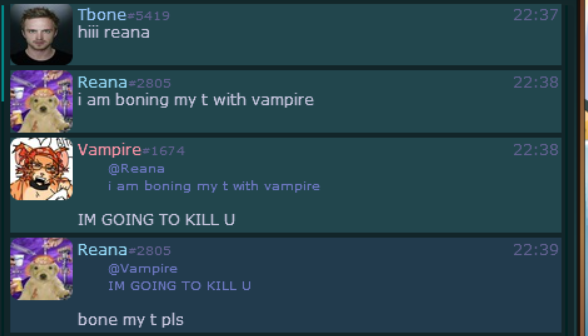 Tbone#5419 22:37
hiii reana
Reana#2805 22:38
i am boning my t with vampire
Vampire#1674 22:38
@Reana
i am boning my t with vampire
IM GOING TO KILL U
Reana#2805 22:39
@Vampire
IM GOING TO KILL U
bone my t pls